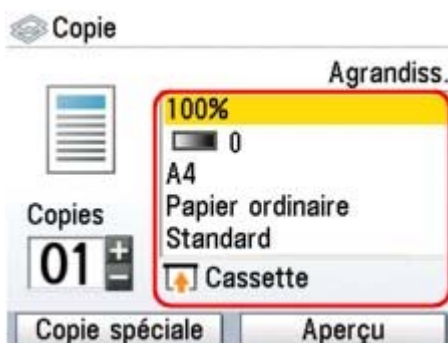 Copie
Agrandiss.
100%
0
A4
Papier ordinaire
Standard
Cassette
Copies
01 + -
Copie spéciale
Aperçu